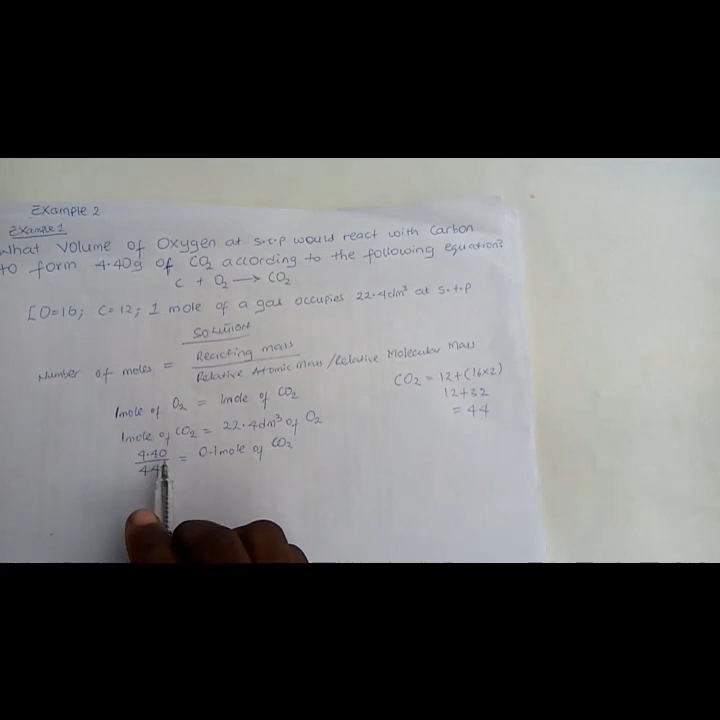 Example 2
Example 1
What Volume of Oxygen at s.t.p would react with Carbon
to form 4.40g of CO₂ according to the following equation?
C + O₂ → CO₂
[O=16; C=12; 1 mole of a gas occupies 22.4dm³ at s.t.p
SOLUTION
Number of moles = Reacting mass / Relative Atomic Mass/Relative Molecular Mass
1mole of O₂ = 1mole of CO₂
1mole of CO₂ = 22.4dm³ of O₂
4.40/44 = 0.1mole of CO₂
CO₂ = 12+(16×2)
12+32
= 44